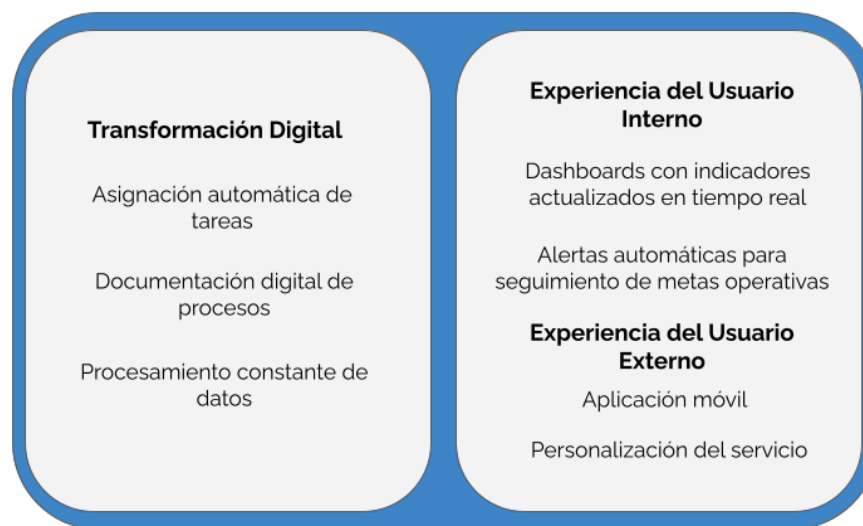 Transformación Digital
Asignación automática de
tareas
Documentación digital de
procesos
Procesamiento constante de
datos
Experiencia del Usuario
Interno
Dashboards con indicadores
actualizados en tiempo real
Alertas automáticas para
seguimiento de metas operativas
Experiencia del Usuario
Externo
Aplicación móvil
Personalización del servicio